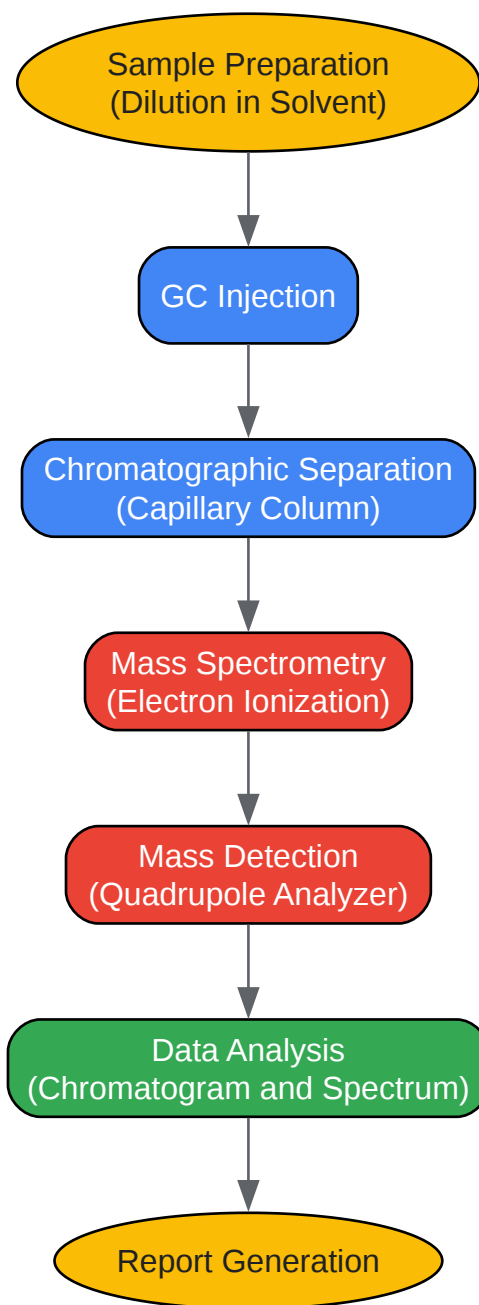 Sample Preparation
(Dilution in Solvent)
GC Injection
Chromatographic Separation
(Capillary Column)
Mass Spectrometry
(Electron Ionization)
Mass Detection
(Quadrupole Analyzer)
Data Analysis
(Chromatogram and Spectrum)
Report Generation